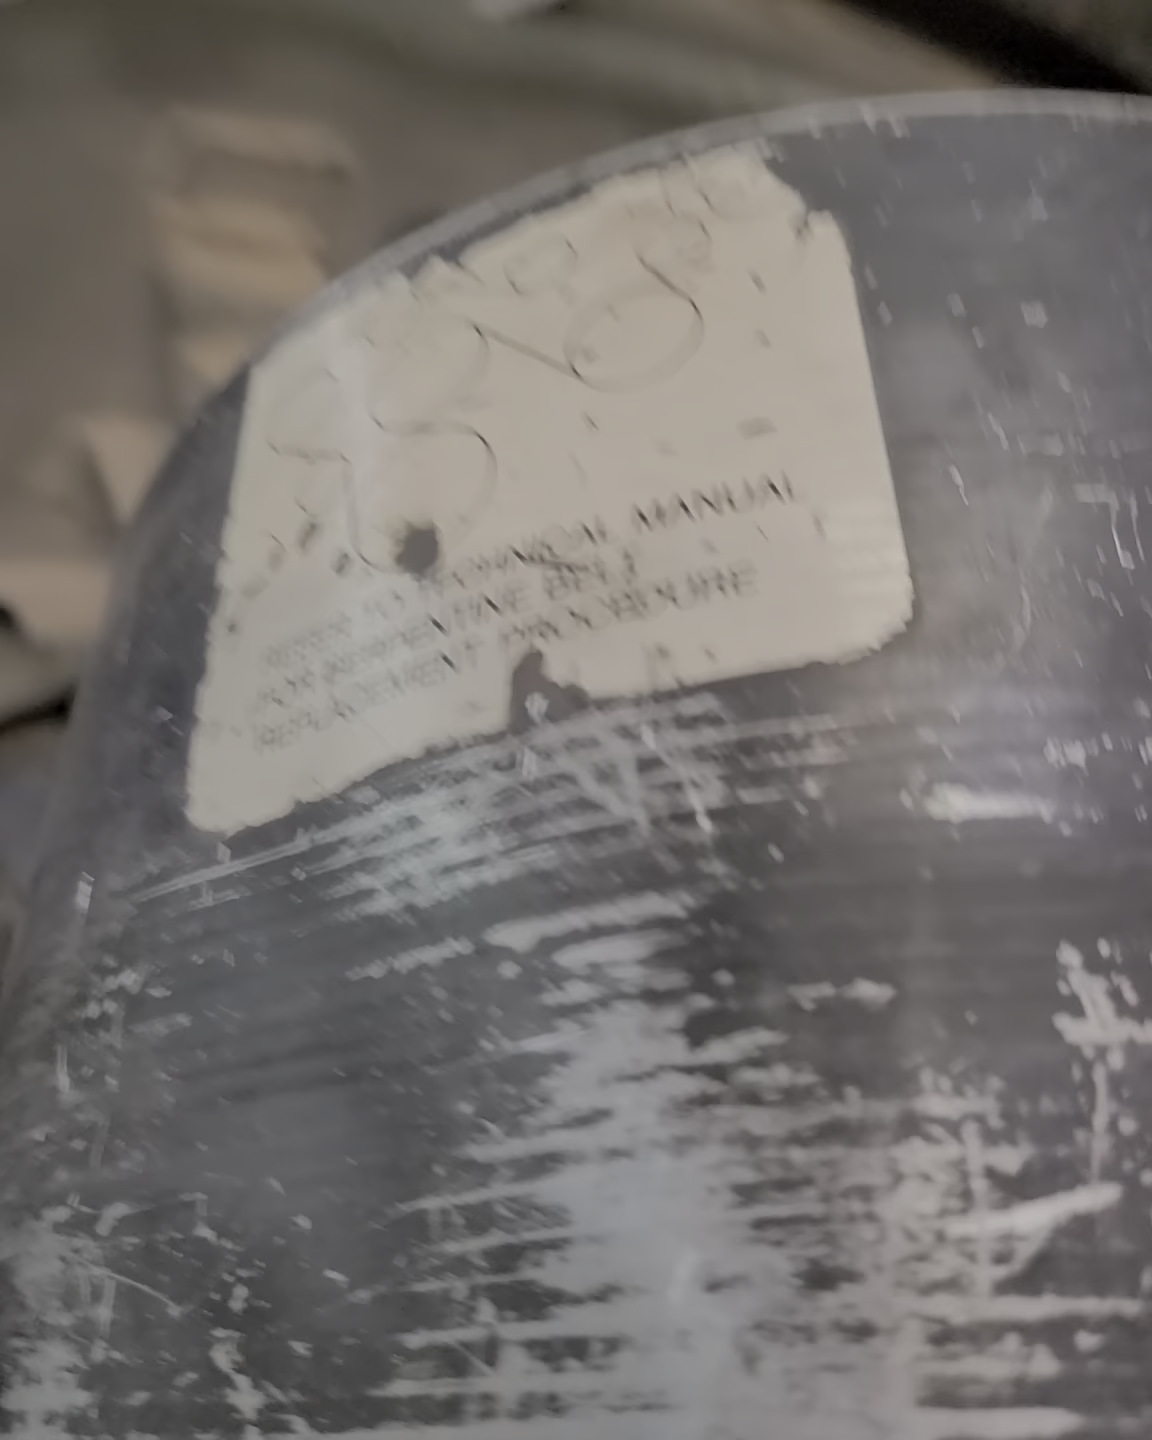 REFER TO TECHNICAL MANUAL
FOR SERPENTINE BELT
REPLACEMENT PROCEDURE